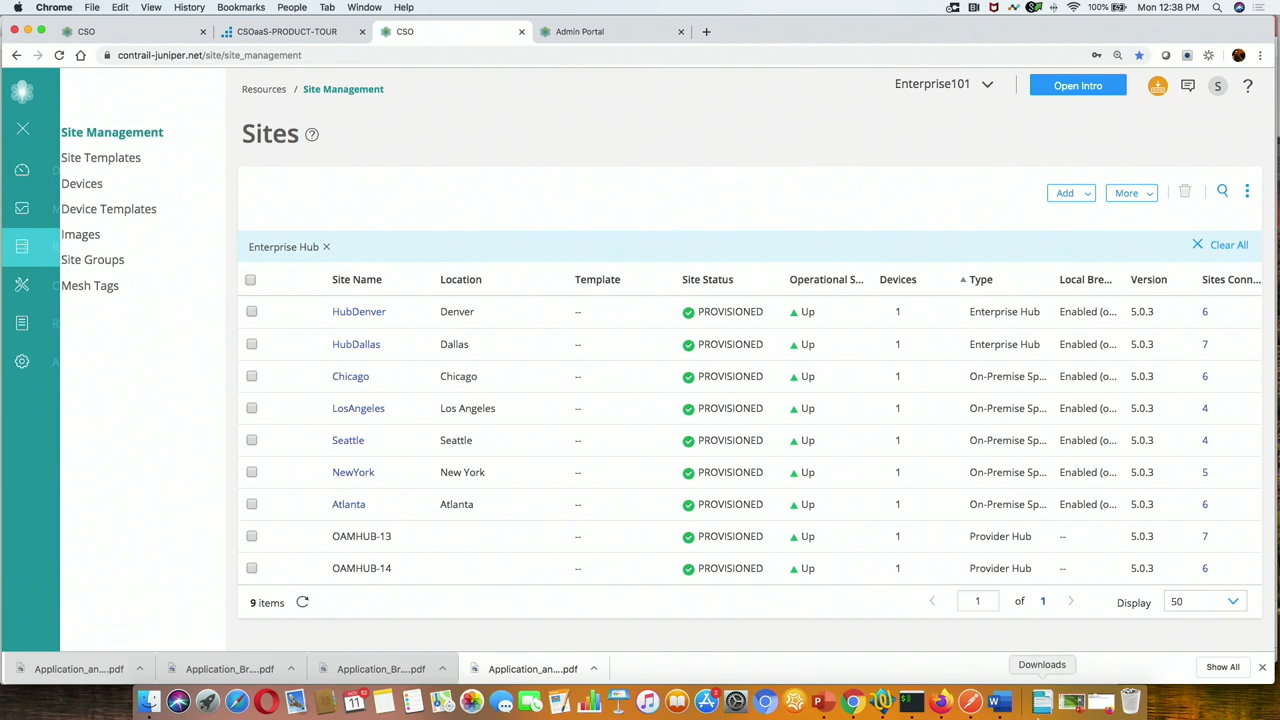 Chrome File Edit View History Bookmarks People Tab Window Help 100% Mon 12:38 PM
CSO CSOaaS-PRODUCT-TOUR CSO Admin Portal
contrail-juniper.net/site/site_management
Resources / Site Management Enterprise101 Open Intro S ?
Site Management
Site Templates
Devices
Device Templates
Images
Site Groups
Mesh Tags
Sites ?
Add More
Enterprise Hub Clear All
Site Name Location Template Site Status Operational S... Devices Type Local Bre... Version Sites Conn...
HubDenver Denver -- PROVISIONED Up 1 Enterprise Hub Enabled (o... 5.0.3 6
HubDallas Dallas -- PROVISIONED Up 1 Enterprise Hub Enabled (o... 5.0.3 7
Chicago Chicago -- PROVISIONED Up 1 On-Premise Sp... Enabled (o... 5.0.3 6
LosAngeles Los Angeles -- PROVISIONED Up 1 On-Premise Sp... Enabled (o... 5.0.3 4
Seattle Seattle -- PROVISIONED Up 1 On-Premise Sp... Enabled (o... 5.0.3 4
NewYork New York -- PROVISIONED Up 1 On-Premise Sp... Enabled (o... 5.0.3 5
Atlanta Atlanta -- PROVISIONED Up 1 On-Premise Sp... Enabled (o... 5.0.3 6
OAMHUB-13 -- PROVISIONED Up 1 Provider Hub -- 5.0.3 7
OAMHUB-14 -- PROVISIONED Up 1 Provider Hub -- 5.0.3 6
9 items 1 of 1 Display 50
Application_an....pdf Application_Br....pdf Application_Br....pdf Application_an....pdf Downloads Show All